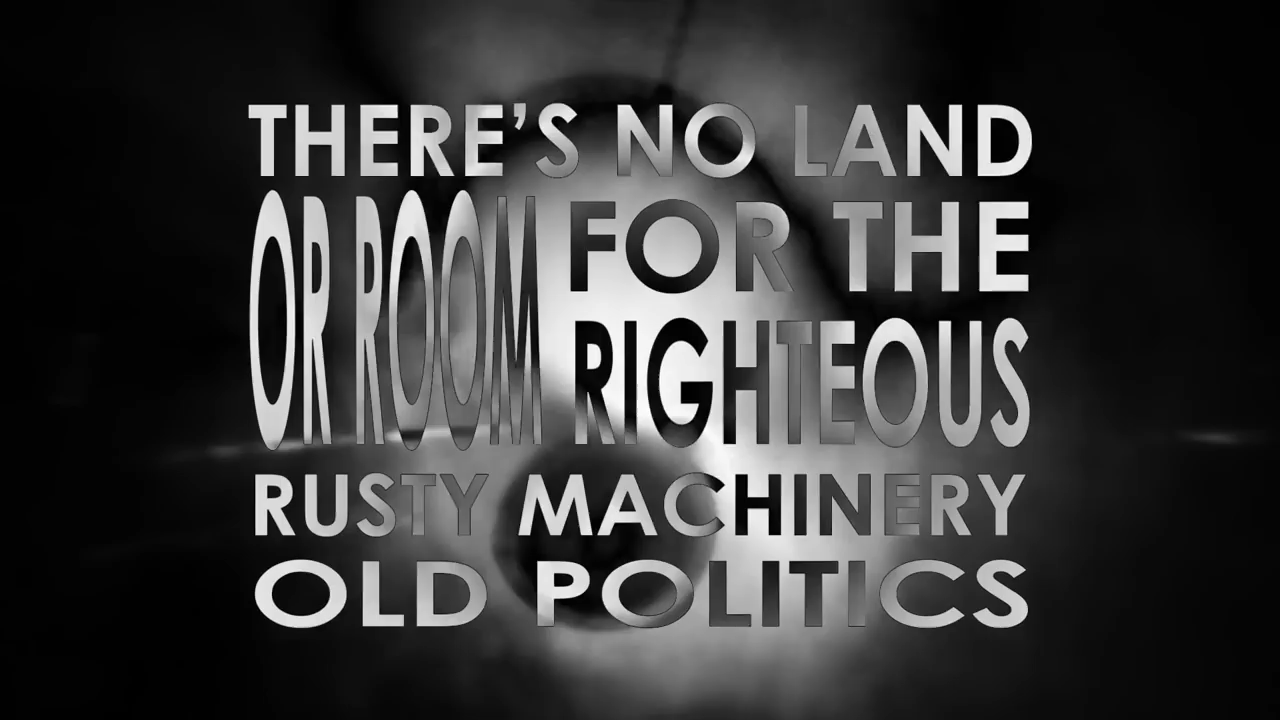 THERE'S NO LAND
OR ROOM FOR THE
RIGHTEOUS
RUSTY MACHINERY
OLD POLITICS